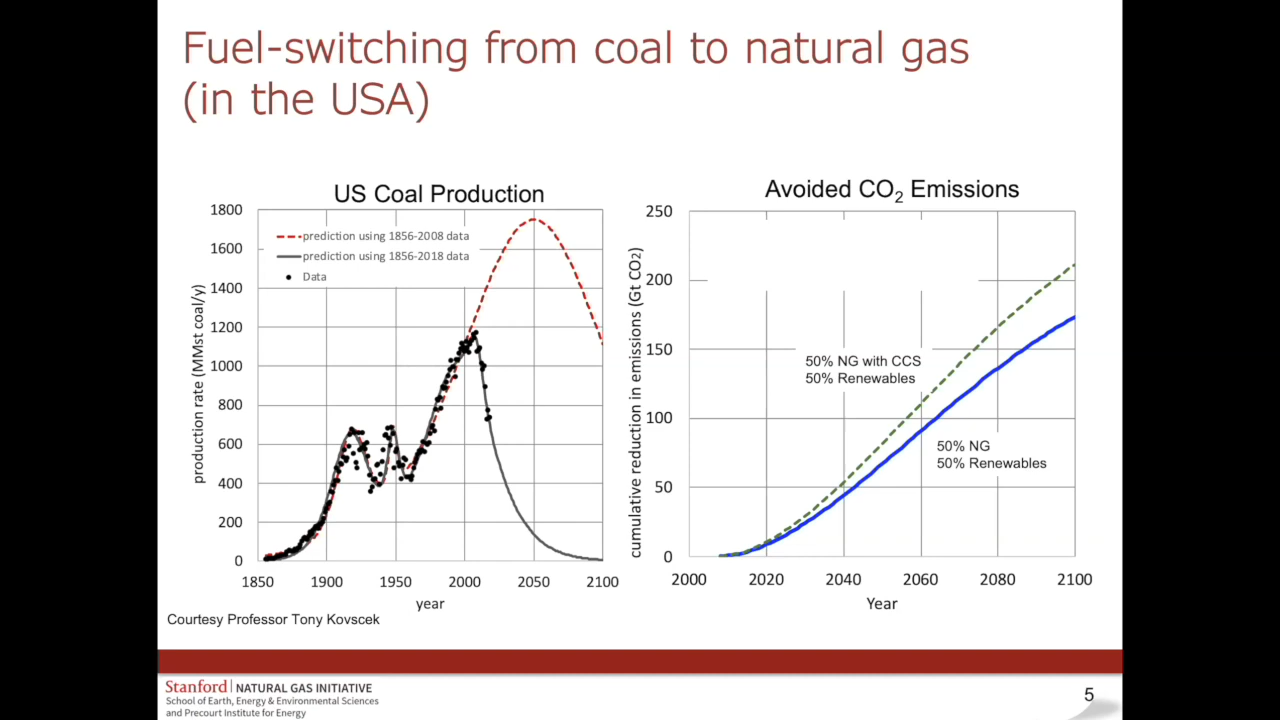 Fuel-switching from coal to natural gas
(in the USA)
US Coal Production
1800
1600
1400
1200
1000
800
600
400
200
0
production rate (MMst coal/y)
prediction using 1856-2008 data
prediction using 1856-2018 data
Data
1850 1900 1950 2000 2050 2100
year
Avoided CO2 Emissions
250
200
150
100
50
0
cumulative reduction in emissions (Gt CO2)
50% NG with CCS
50% Renewables
50% NG
50% Renewables
2000 2020 2040 2060 2080 2100
Year
Courtesy Professor Tony Kovscek
Stanford | NATURAL GAS INITIATIVE
School of Earth, Energy & Environmental Sciences
and Precourt Institute for Energy
5